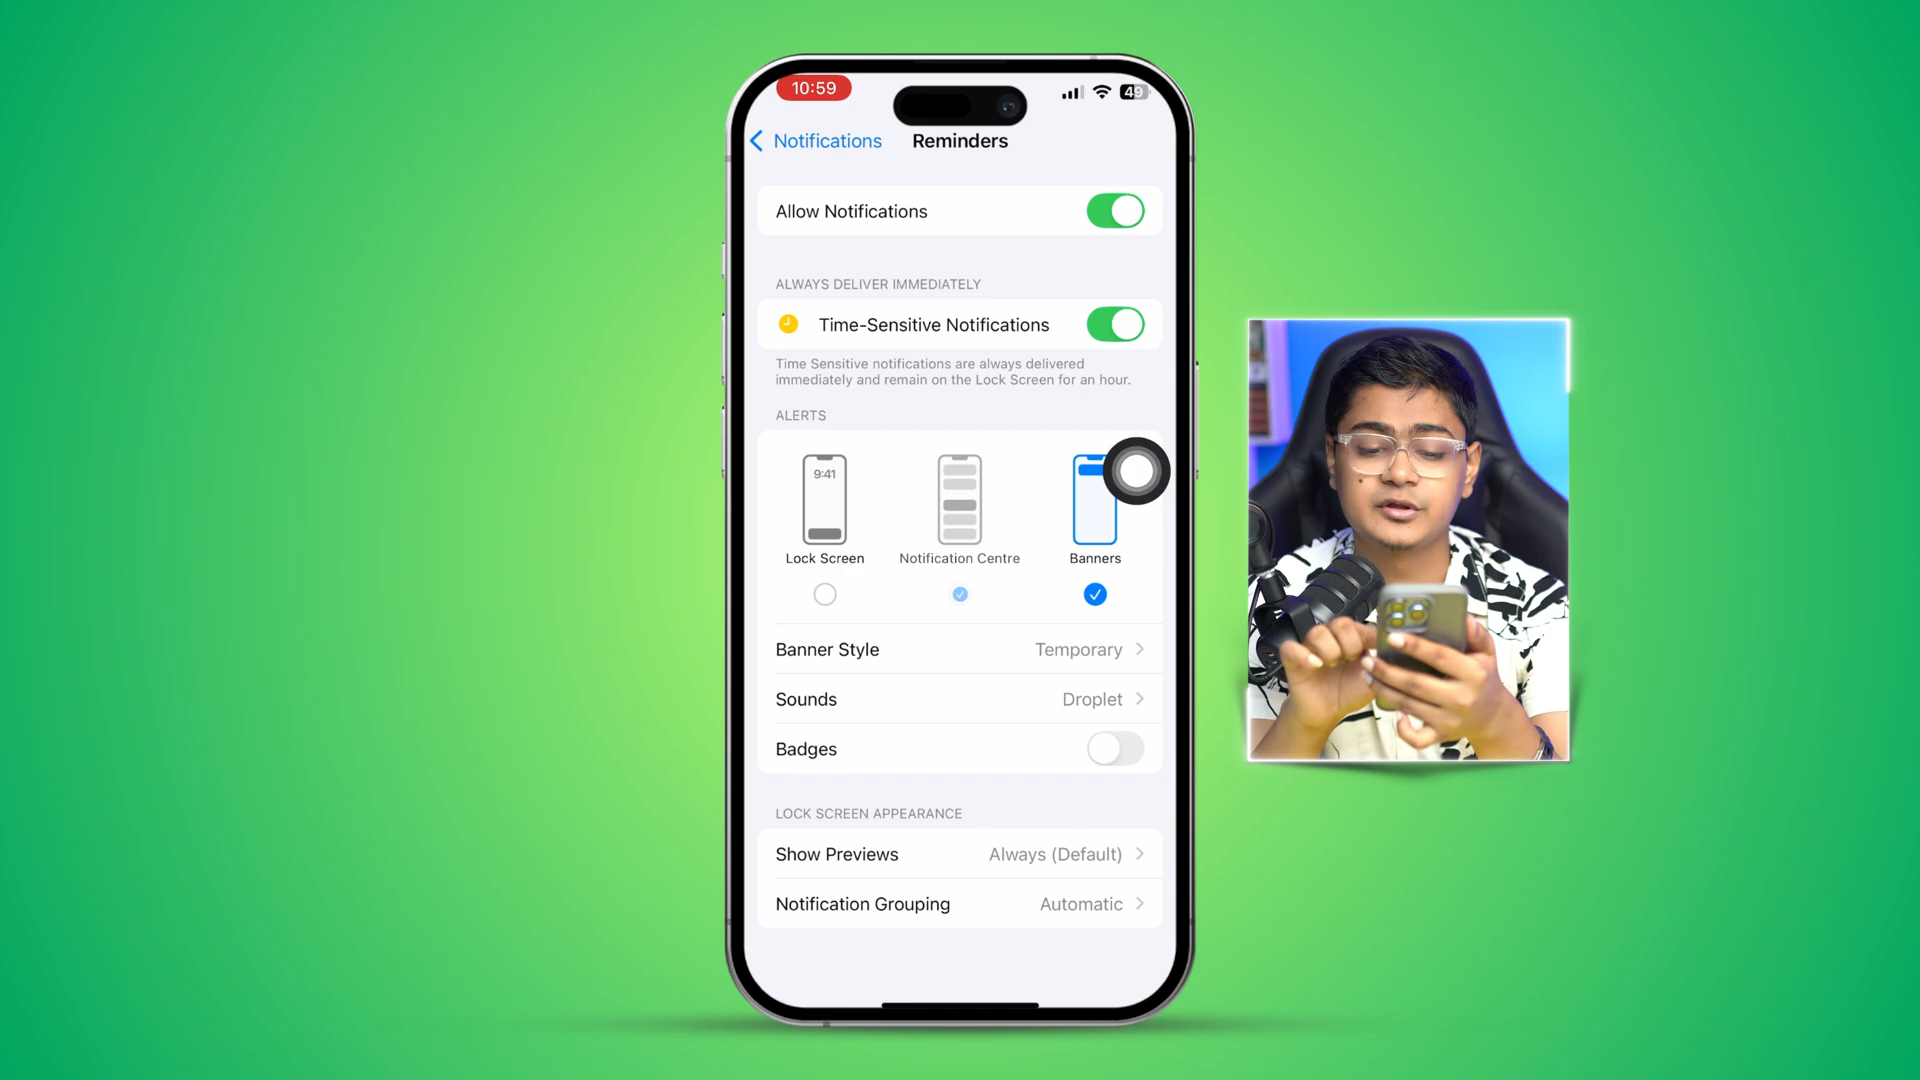 10:59
49
Notifications
Reminders
Allow Notifications
ALWAYS DELIVER IMMEDIATELY
Time-Sensitive Notifications
Time Sensitive notifications are always delivered
immediately and remain on the Lock Screen for an hour.
ALERTS
9:41
Lock Screen
Notification Centre
Banners
Banner Style
Temporary
Sounds
Droplet
Badges
LOCK SCREEN APPEARANCE
Show Previews
Always (Default)
Notification Grouping
Automatic